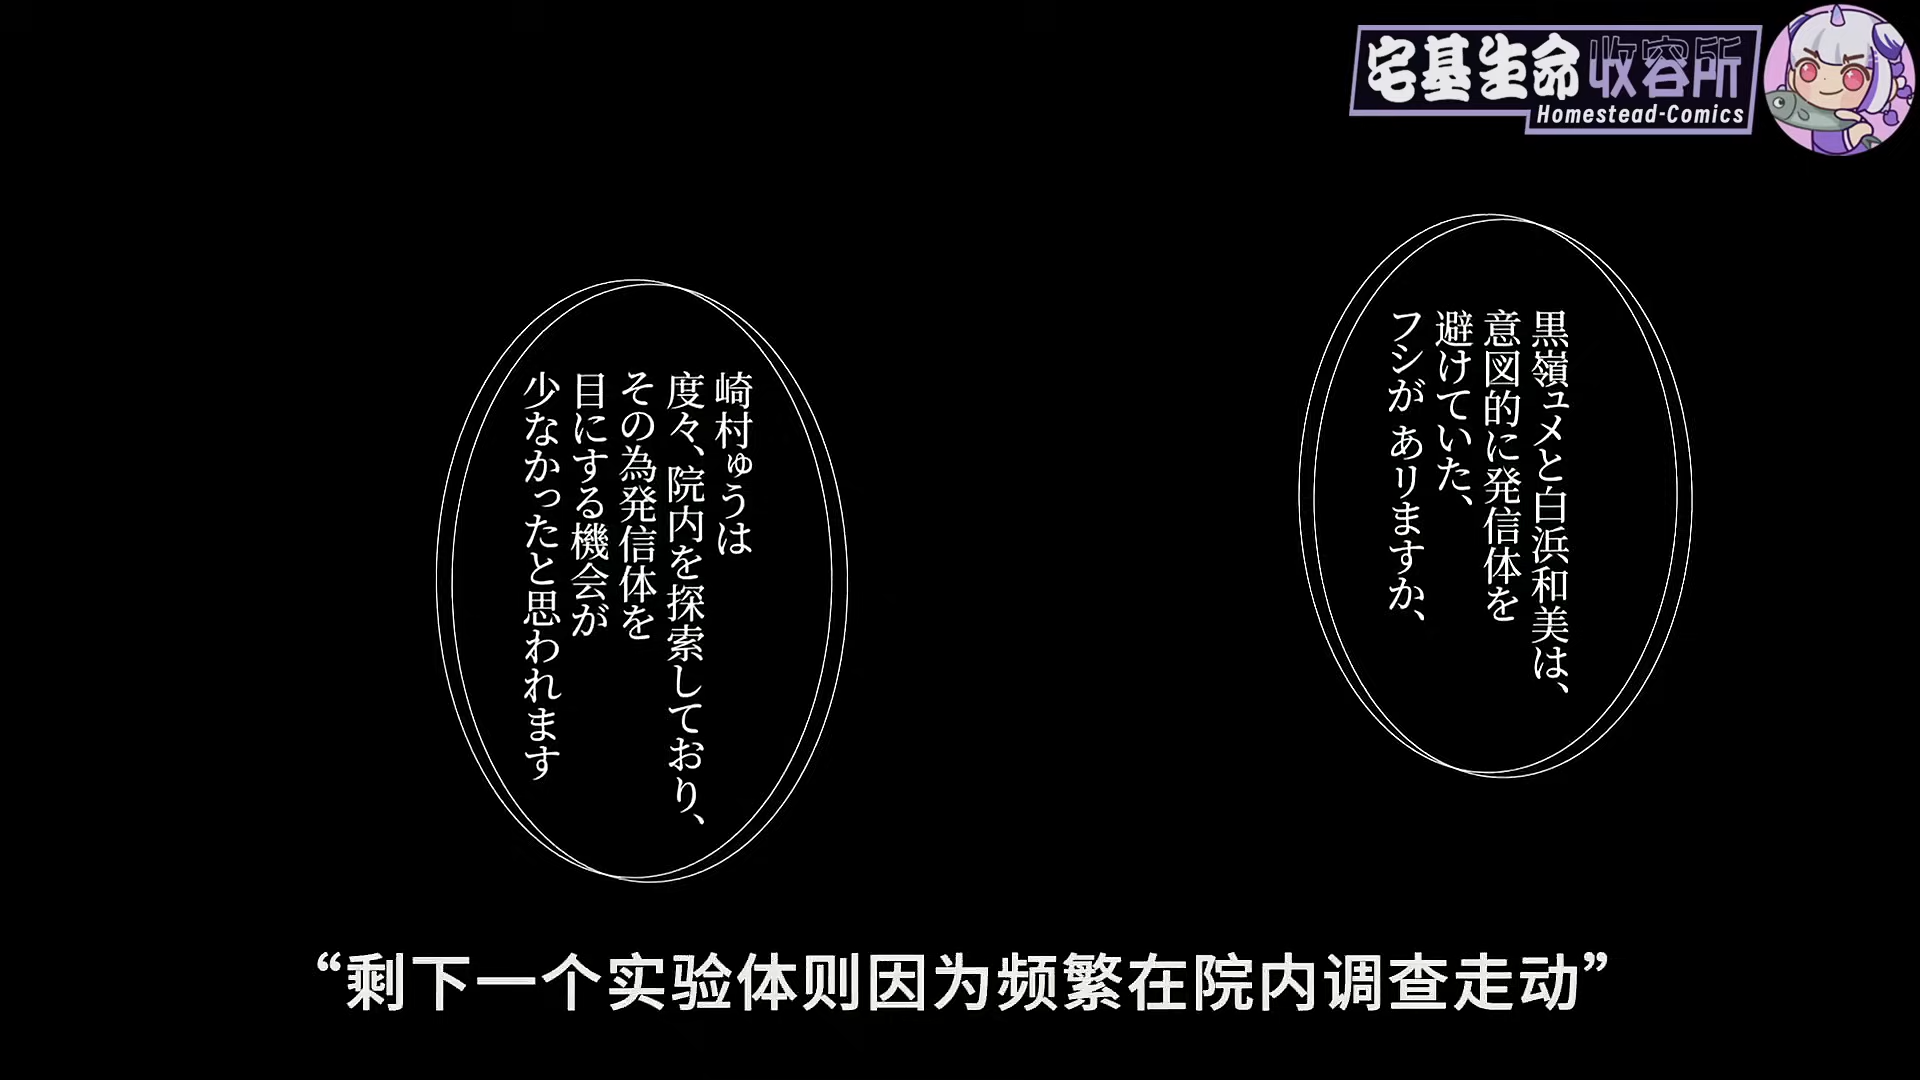 宅基生命收容所
Homestead-Comics
黒嶺ュメと白浜和美は、
意図的に発信体を
避けていた、
フシが あリますか、
崎村ゅうは
度々、院内を探索しており、
その為発信体を
目にする機会が
少なかったと思われます
“剩下一个实验体则因为频繁在院内调查走动”